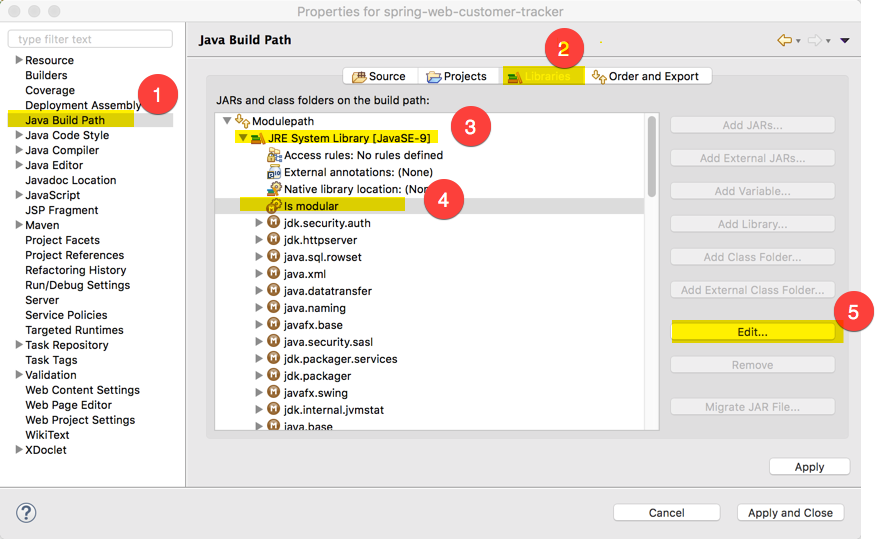 Properties for spring-web-customer-tracker
type filter text
Resource
Builders
Coverage
Deployment Assembly
Java Build Path
Java Code Style
Java Compiler
Java Editor
Javadoc Location
JavaScript
JSP Fragment
Maven
Project Facets
Project References
Refactoring History
Run/Debug Settings
Server
Service Policies
Targeted Runtimes
Task Repository
Task Tags
Validation
Web Content Settings
Web Page Editor
Web Project Settings
WikiText
XDoclet
1
Java Build Path
2
Source Projects Libraries Order and Export
JARs and class folders on the build path:
Modulepath
3
JRE System Library [JavaSE-9]
Access rules: No rules defined
External annotations: (None)
Native library location: (Non
4
Is modular
jdk.security.auth
jdk.httpserver
java.sql.rowset
java.xml
java.datatransfer
java.naming
javafx.base
java.security.sasl
jdk.packager.services
jdk.packager
javafx.swing
jdk.internal.jvmstat
java.base
Add JARs...
Add External JARs...
Add Variable...
Add Library...
Add Class Folder...
Add External Class Folder...
5
Edit...
Remove
Migrate JAR File...
Apply
?
Cancel Apply and Close